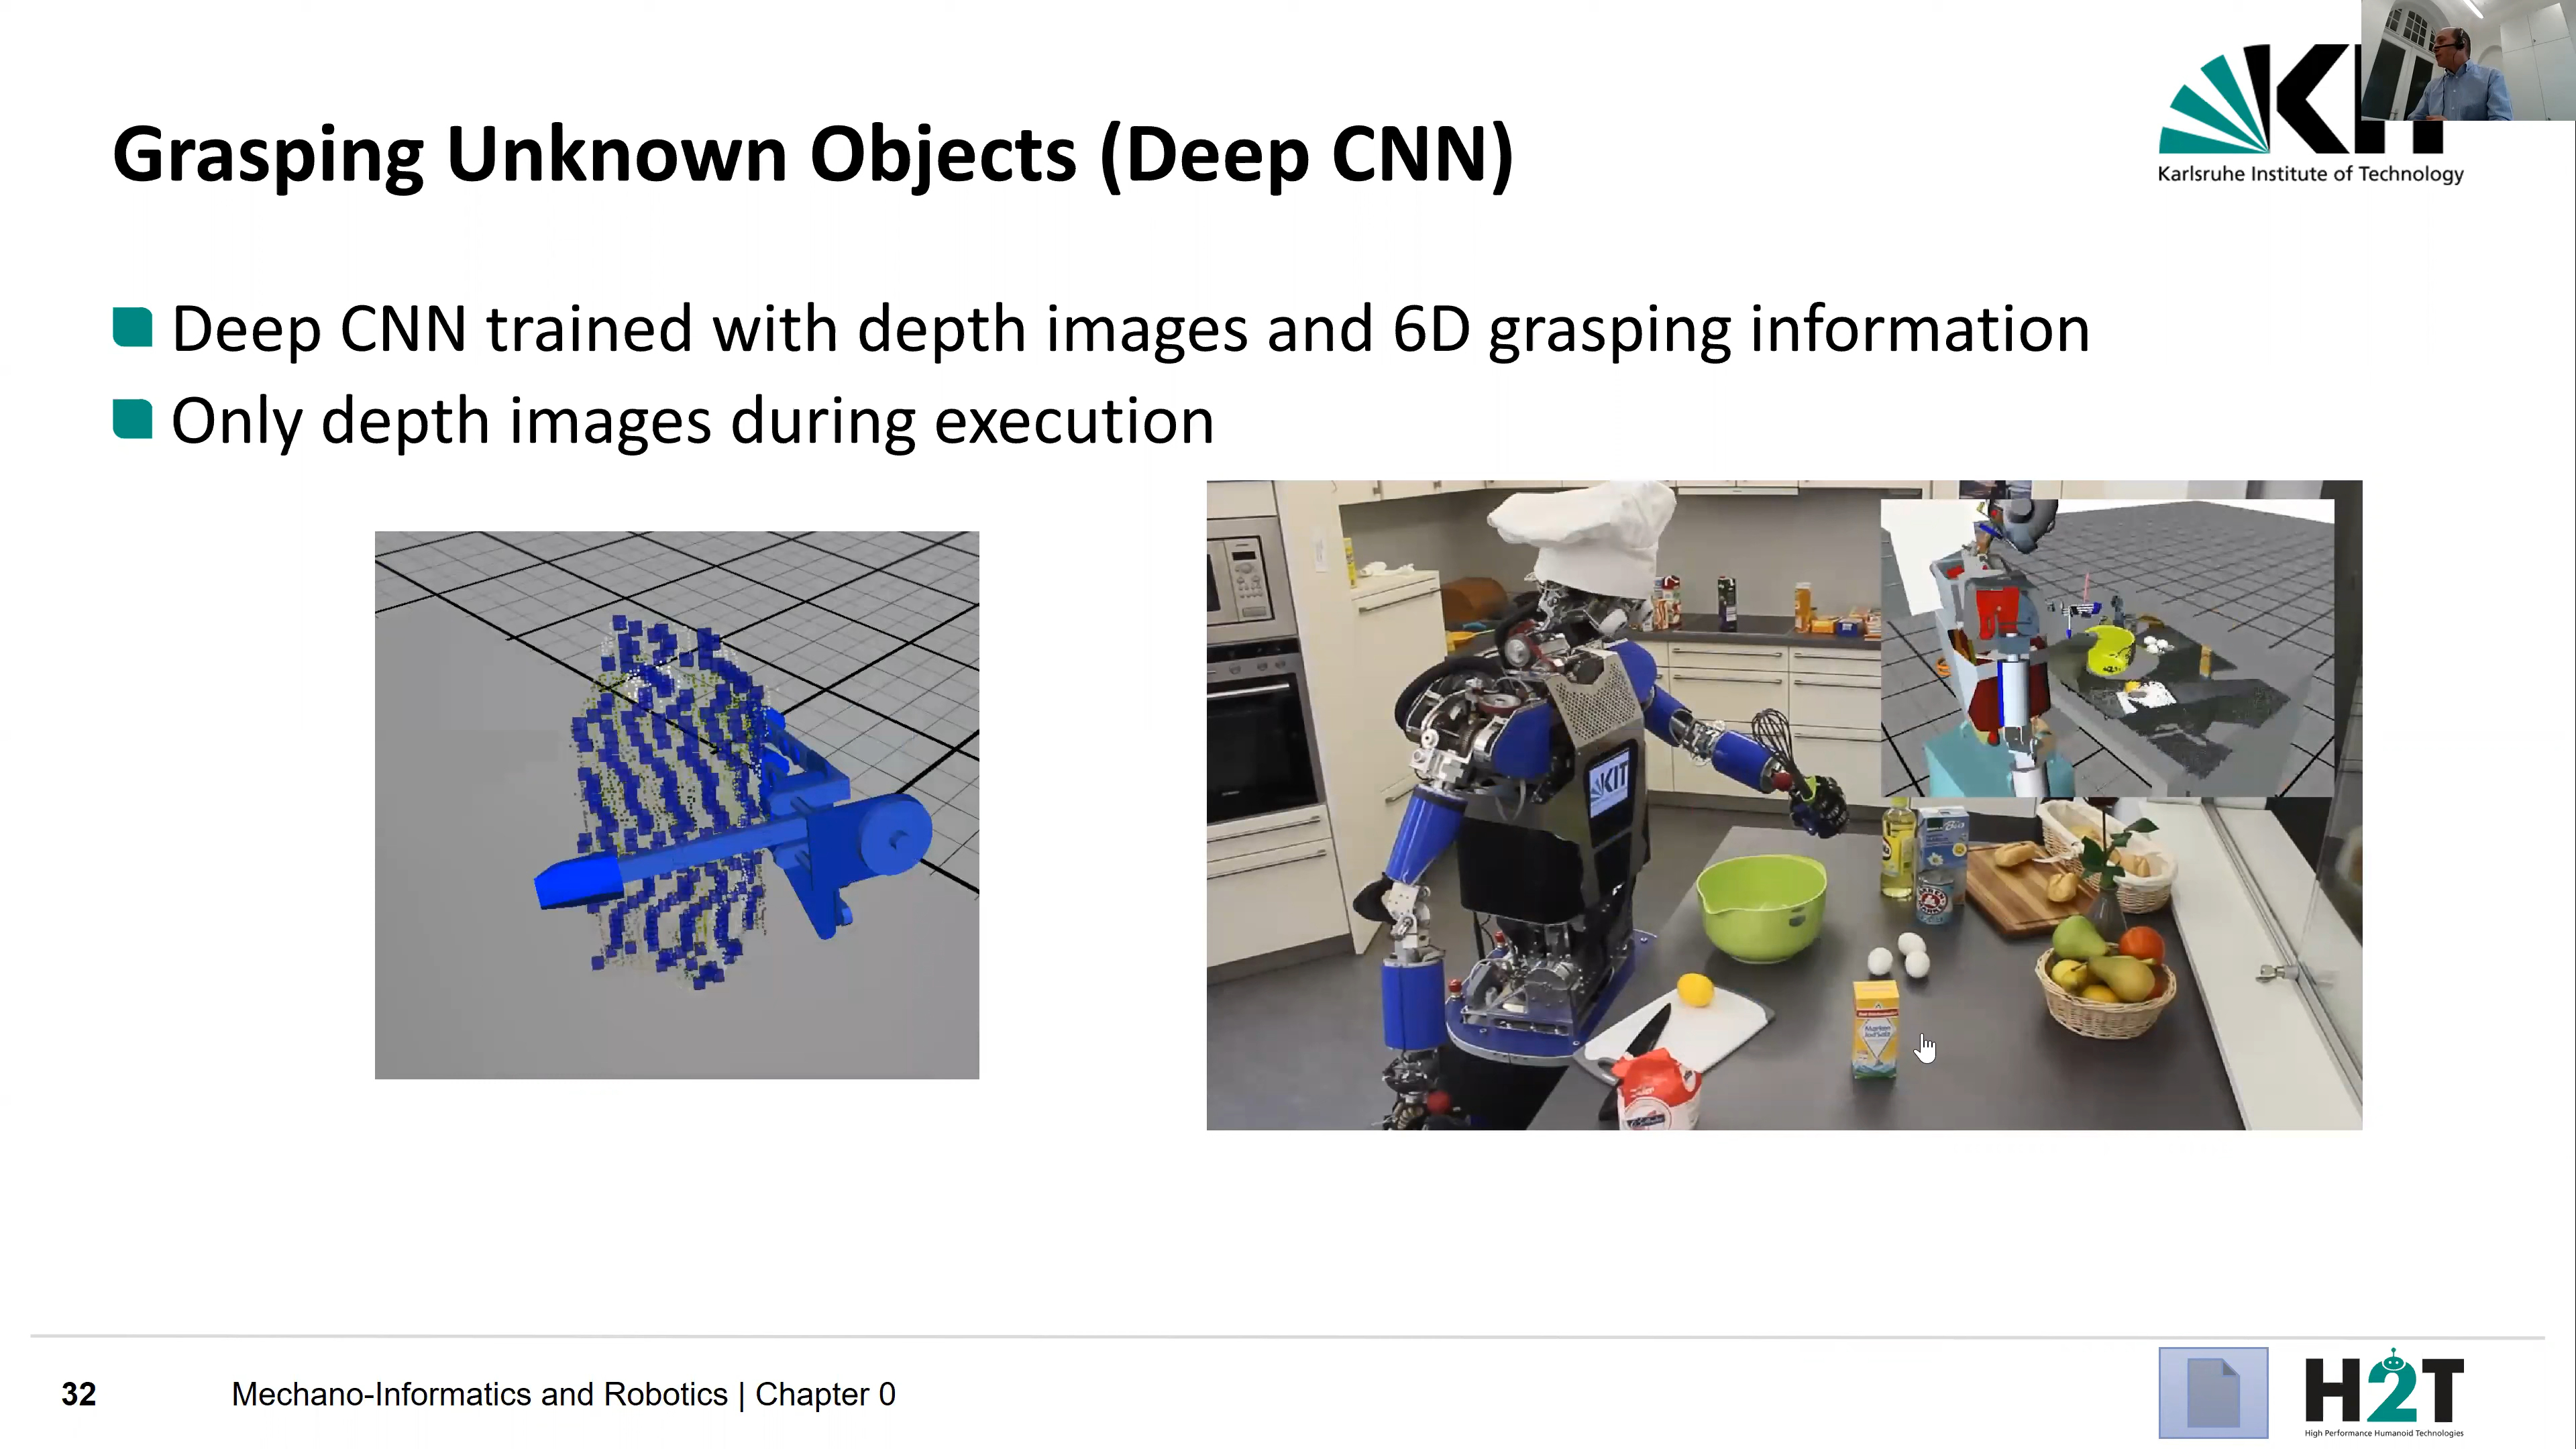 Grasping Unknown Objects (Deep CNN)
Karlsruhe Institute of Technology
Deep CNN trained with depth images and 6D grasping information
Only depth images during execution
KIT
32
Mechano-Informatics and Robotics | Chapter 0
H2T
High Performance Humanoid Technologies